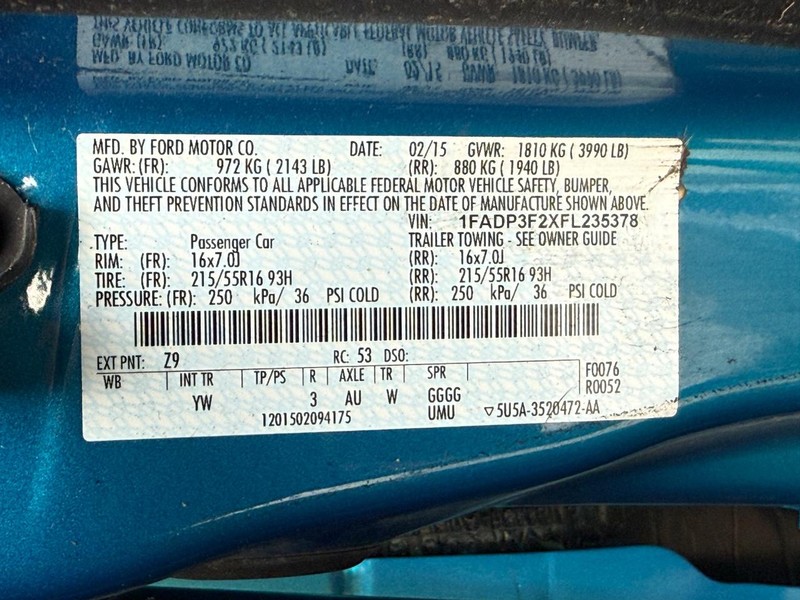 MFD. BY FORD MOTOR CO. DATE: 02/15 GVWR: 1810 KG ( 3990 LB)
GAWR: (FR): 972 KG ( 2143 LB) (RR): 880 KG ( 1940 LB)
THIS VEHICLE CONFORMS TO ALL APPLICABLE FEDERAL MOTOR VEHICLE SAFETY, BUMPER,
AND THEFT PREVENTION STANDARDS IN EFFECT ON THE DATE OF MANUFACTURE SHOWN ABOVE.
VIN: 1FADP3F2XFL235378
TYPE: Passenger Car TRAILER TOWING - SEE OWNER GUIDE
RIM: (FR): 16x7.0J (RR): 16x7.0J
TIRE: (FR): 215/55R16 93H (RR): 215/55R16 93H
PRESSURE: (FR): 250 kPa/ 36 PSI COLD (RR): 250 kPa/ 36 PSI COLD
EXT PNT: Z9 RC: 53 DSO:
WB INT TR TP/PS R AXLE TR SPR F0076
YW 3 AU W GGGG R0052
1201502094175 UMU ▽5U5A-3520472-AA